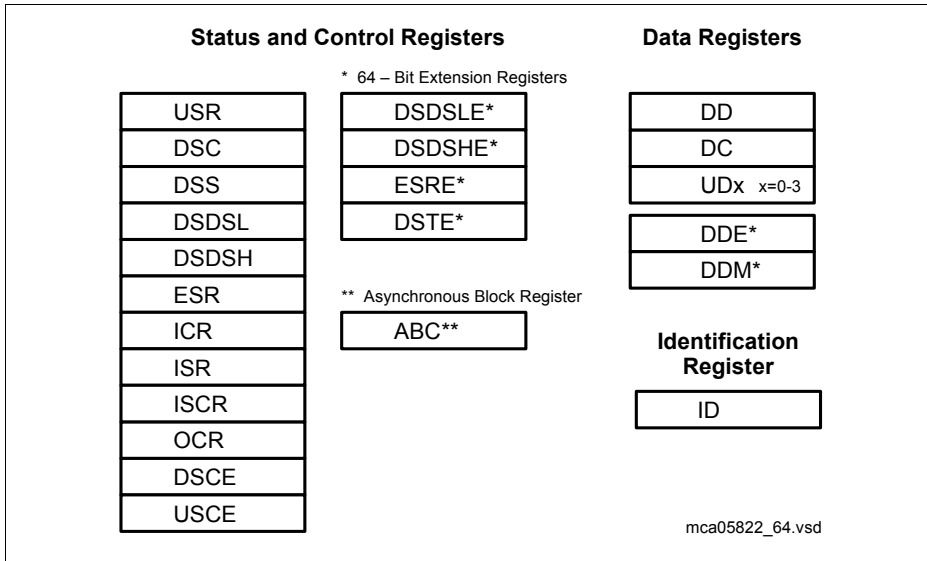 Status and Control Registers
* 64 – Bit Extension Registers
USR
DSC
DSS
DSDSL
DSDSH
ESR
ICR
ISR
ISCR
OCR
DSCE
USCE
DSDSLE*
DSDSHE*
ESRE*
DSTE*
** Asynchronous Block Register
ABC**
Data Registers
DD
DC
UDx x=0-3
DDE*
DDM*
Identification
Register
ID
mca05822_64.vsd